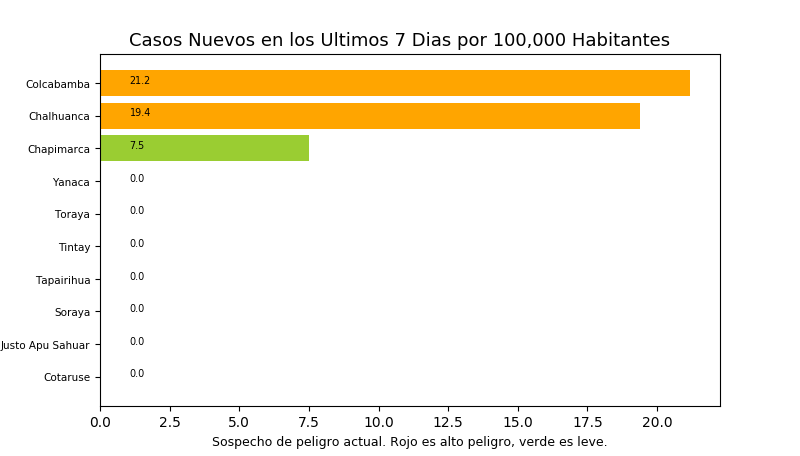 Casos Nuevos en los Ultimos 7 Dias por 100,000 Habitantes
Colcabamba 21.2
Chalhuanca 19.4
Chapimarca 7.5
Yanaca 0.0
Toraya 0.0
Tintay 0.0
Tapairihua 0.0
Soraya 0.0
Justo Apu Sahuar 0.0
Cotaruse 0.0
0.0 2.5 5.0 7.5 10.0 12.5 15.0 17.5 20.0
Sospecho de peligro actual. Rojo es alto peligro, verde es leve.